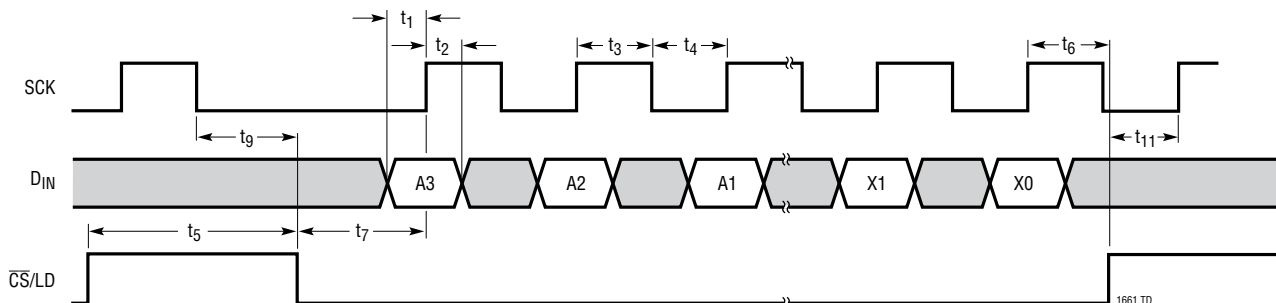 t1
t2
t3
t4
t6
SCK
t9
t11
DIN
A3
A2
A1
X1
X0
t5
t7
CS/LD
1661 TD